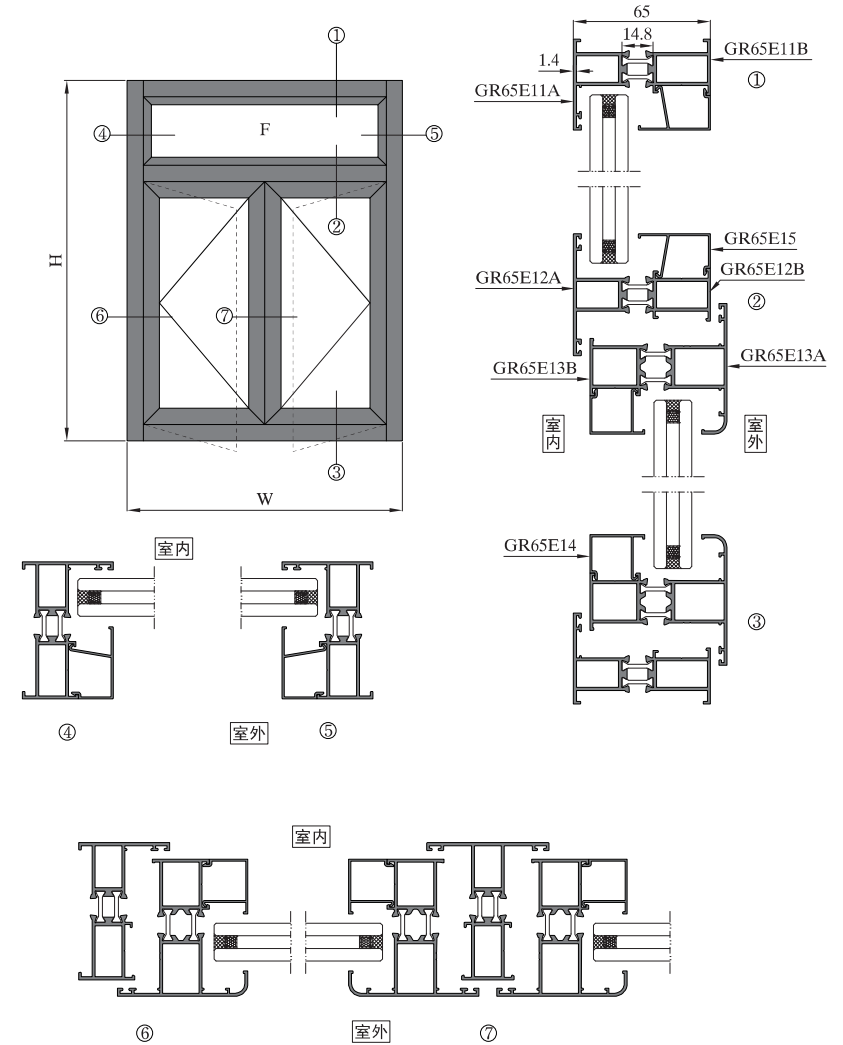 ①
④
F
⑤
②
H
⑥
⑦
③
W
65
14.8
1.4
GR65E11B
①
GR65E11A
GR65E15
GR65E12B
GR65E12A
②
GR65E13A
GR65E13B
室内
室外
GR65E14
③
室内
④
室外
⑤
室内
⑥
室外
⑦